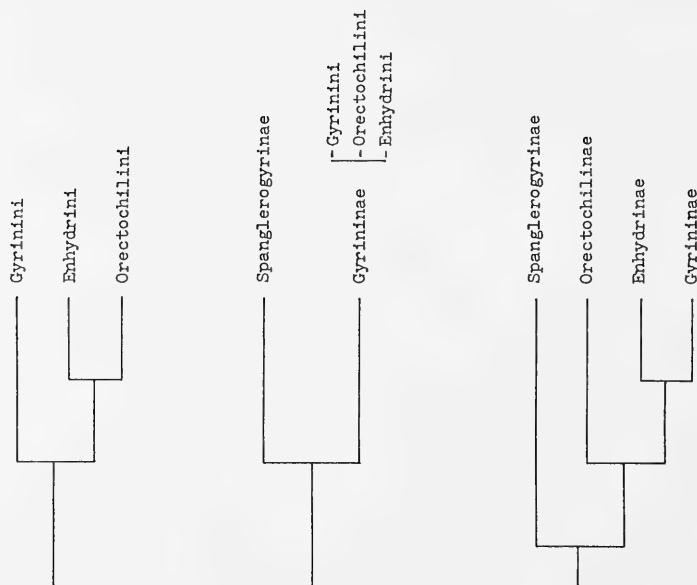 Gyrinini
Enhydrini
Orectochilini
Spanglerogyrinae
Gyrininae
-Gyrinini
-Orectochilini
-Enhydrini
Spanglerogyrinae
Orectochilinae
Enhydrinae
Gyrininae